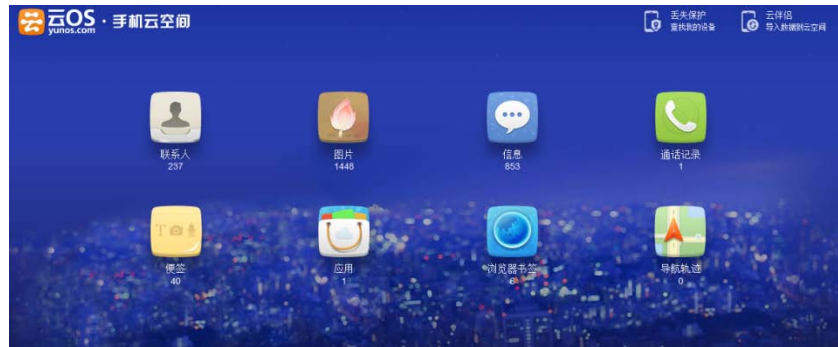 云OS · 手机云空间
yunos.com
丢失保护
查找我的设备
云伴侣
导入数据到云空间
联系人
237
图片
1448
信息
853
通话记录
1
T
便签
40
应用
1
浏览器书签
6
导航轨迹
0